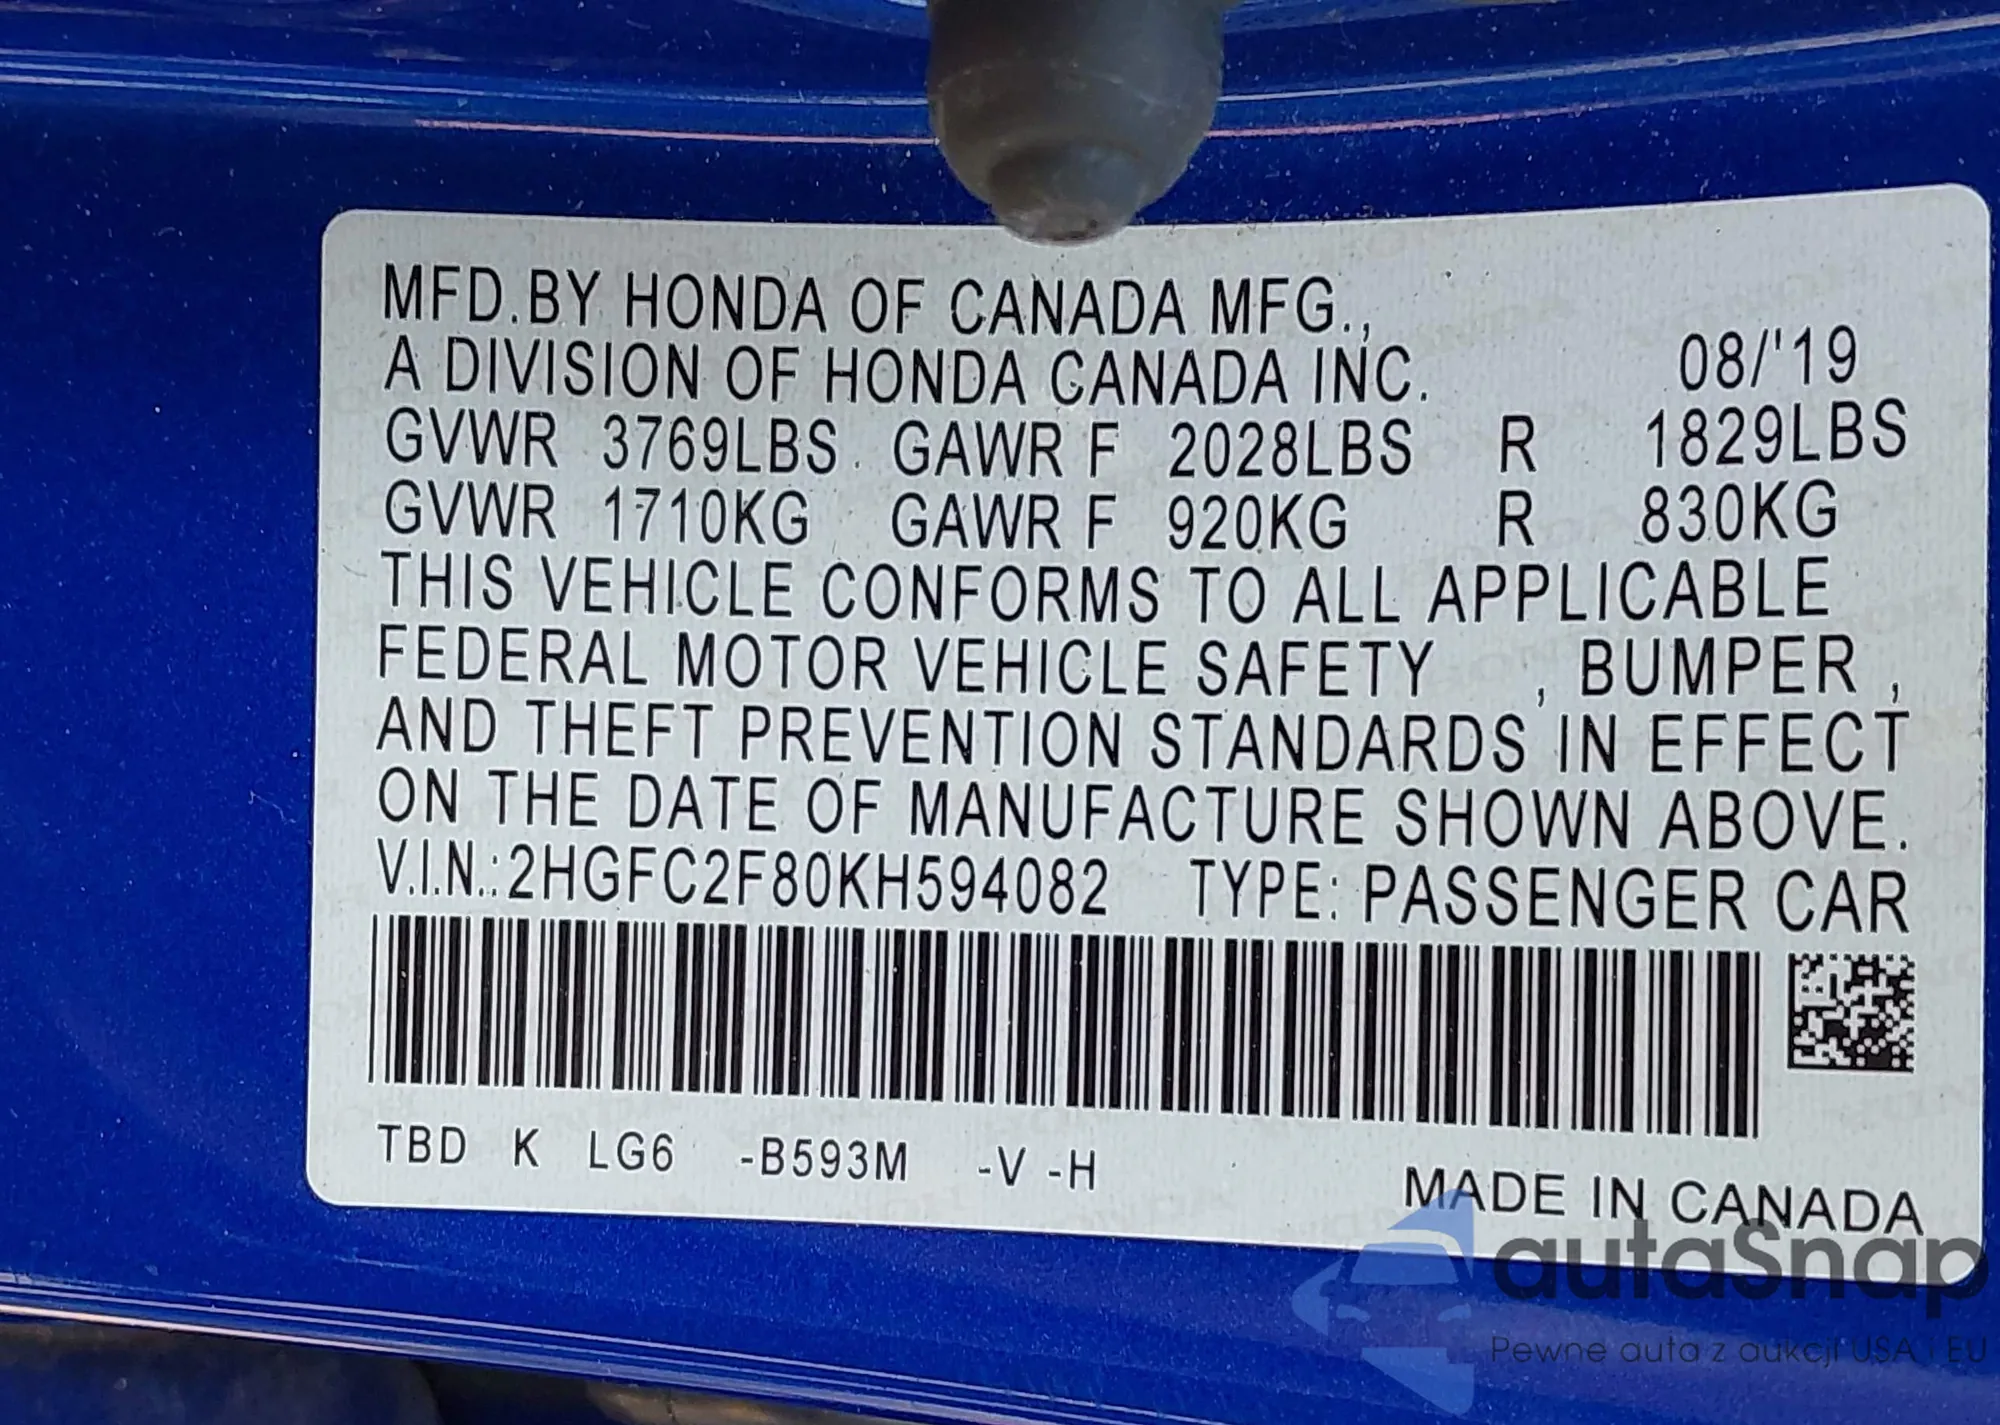 MFD.BY HONDA OF CANADA MFG.,
A DIVISION OF HONDA CANADA INC. 08/'19
GVWR 3769LBS GAWR F 2028LBS R 1829LBS
GVWR 1710KG GAWR F 920KG R 830KG
THIS VEHICLE CONFORMS TO ALL APPLICABLE
FEDERAL MOTOR VEHICLE SAFETY , BUMPER ,
AND THEFT PREVENTION STANDARDS IN EFFECT
ON THE DATE OF MANUFACTURE SHOWN ABOVE.
V.I.N.:2HGFC2F80KH594082 TYPE: PASSENGER CAR
TBD K LG6 -B593M -V -H
MADE IN CANADA
autaSnap
Pewne auta z aukcji USA i EU